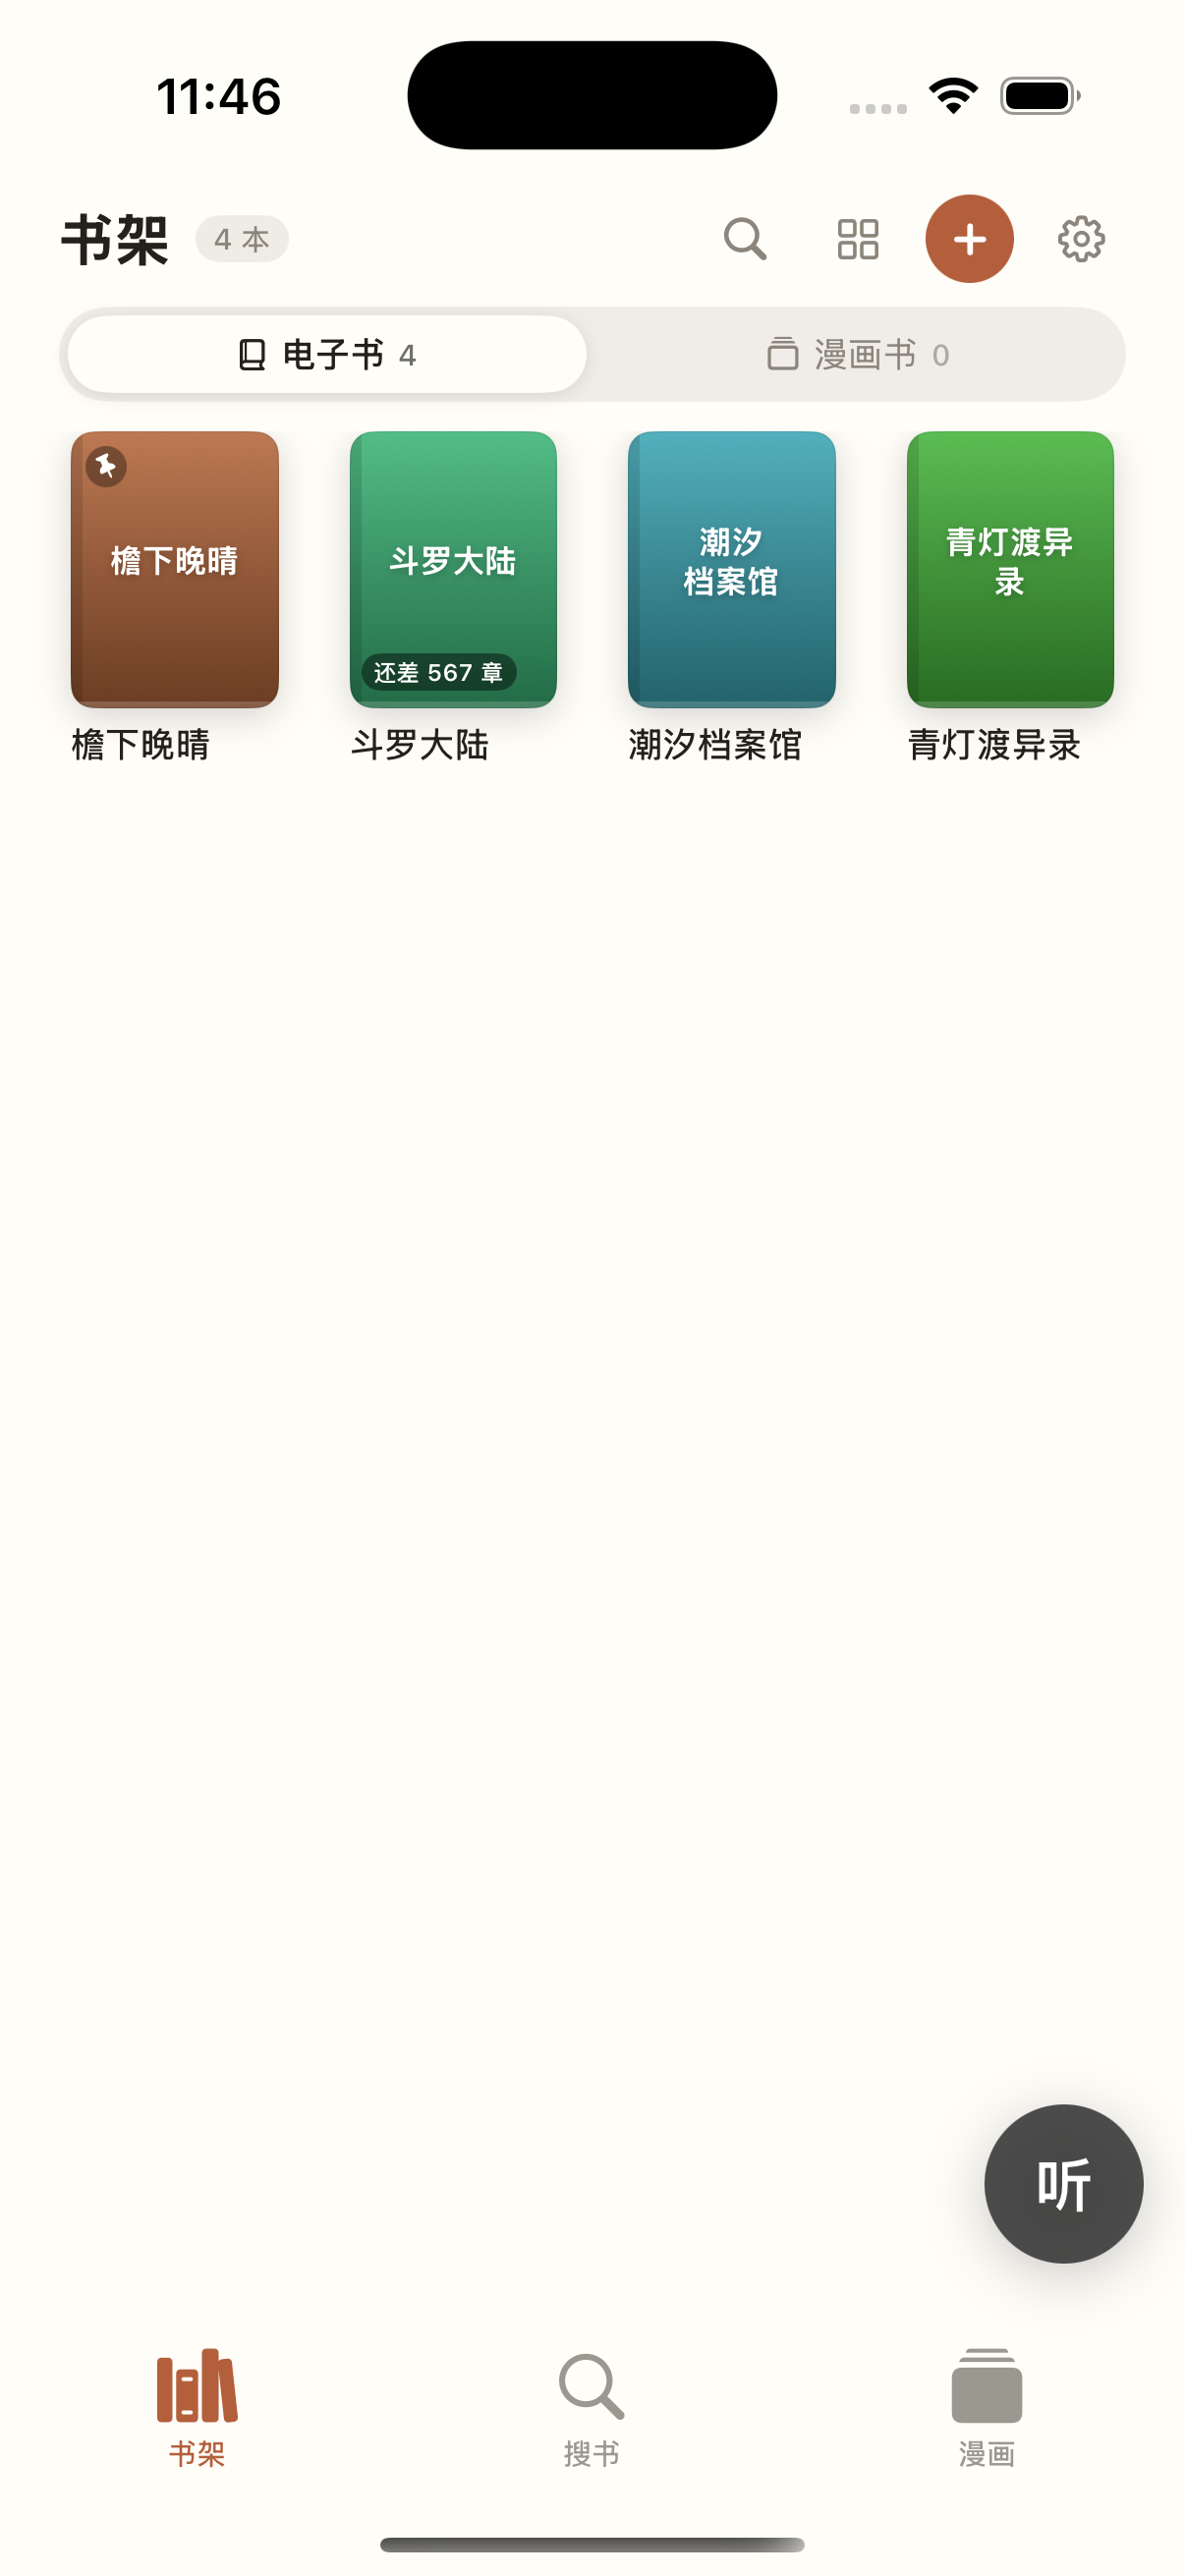 11:46
书架 4 本
电子书 4
漫画书 0
檐下晚晴
斗罗大陆
还差 567 章
潮汐
档案馆
青灯渡异
录
檐下晚晴
斗罗大陆
潮汐档案馆
青灯渡异录
听
书架
搜书
漫画